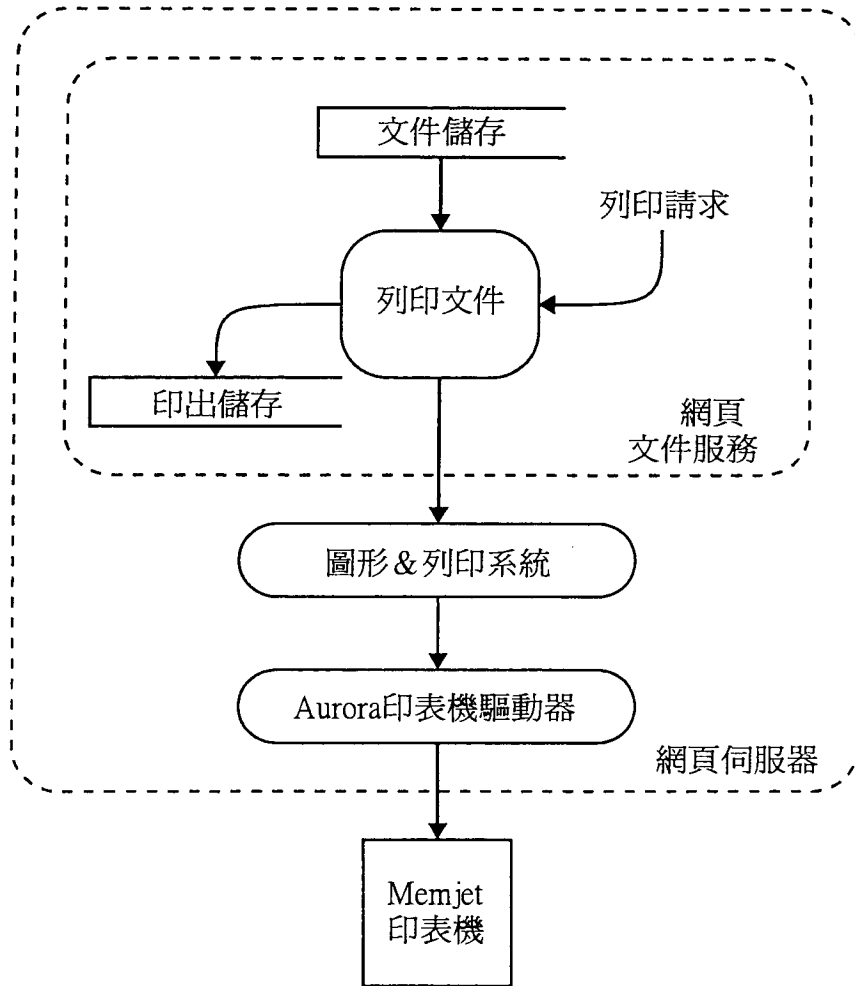 文件儲存
列印請求
列印文件
印出儲存
網頁
文件服務
圖形&列印系統
Aurora印表機驅動器
網頁伺服器
Memjet
印表機